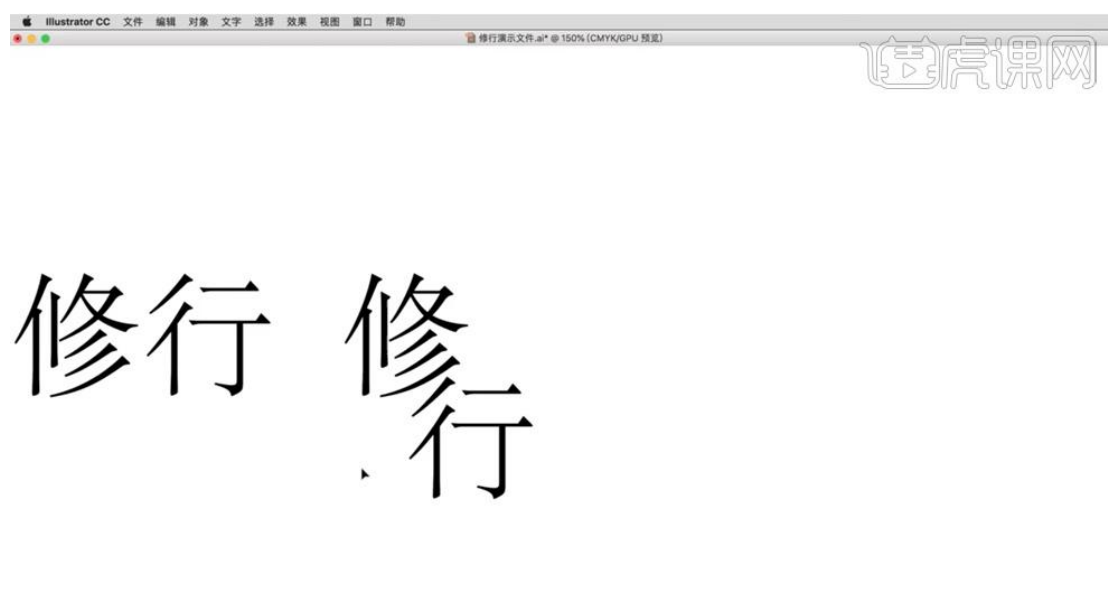 Illustrator CC 文件 编辑 对象 文字 选择 效果 视图 窗口 帮助
修行演示文件.ai* @ 150% (CMYK/GPU 预览)
虎课网
修行 修
行